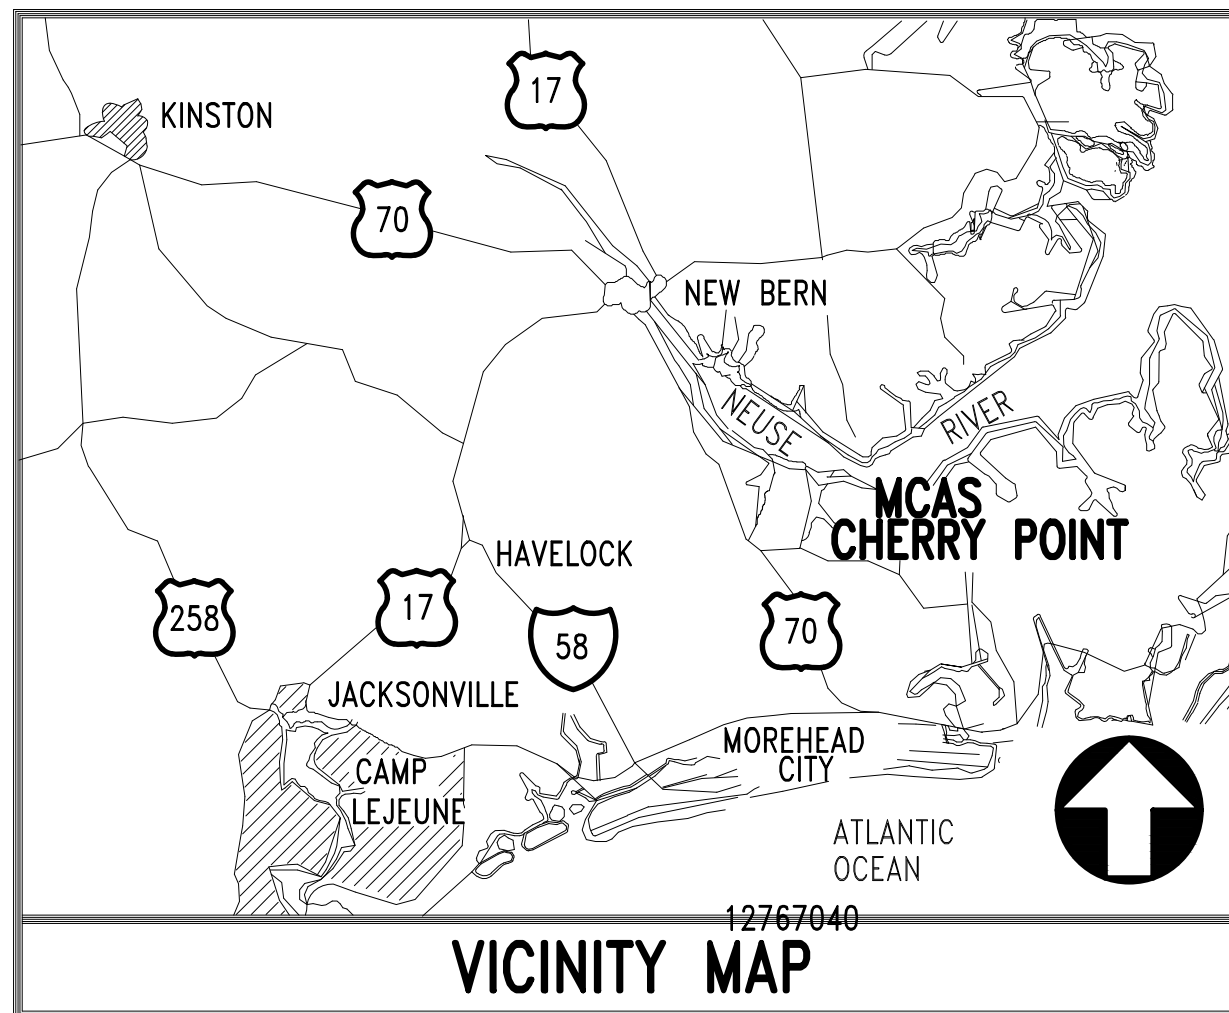 17
KINSTON
70
NEW BERN
NEUSE
RIVER
MCAS
CHERRY POINT
HAVELOCK
258
17
58
70
JACKSONVILLE
MOREHEAD
CITY
CAMP
LEJEUNE
ATLANTIC
OCEAN
12767040
VICINITY MAP